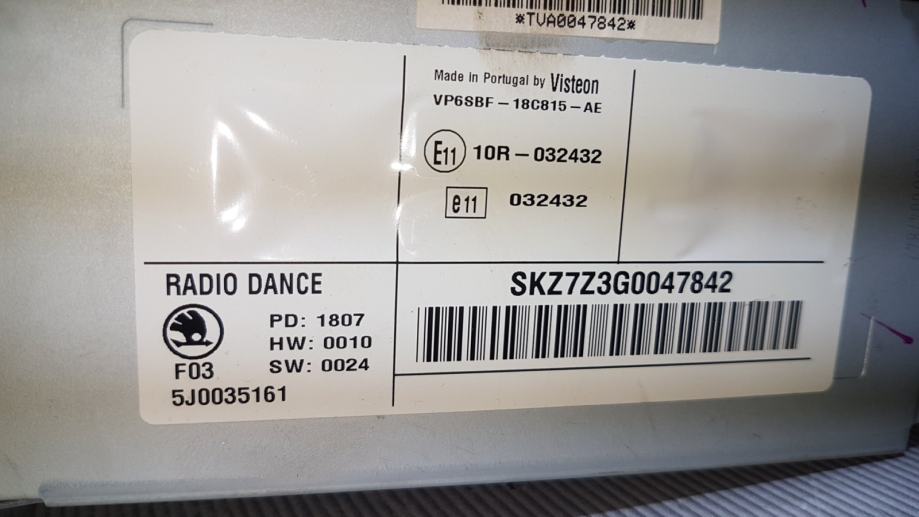 *TVA0047842*
Made in Portugal by Visteon
VP6SBF-18C815-AE
E11 10R-032432
e11 032432
RADIO DANCE
SKZ7Z3G0047842
PD: 1807
HW: 0010
F03 SW: 0024
5J0035161